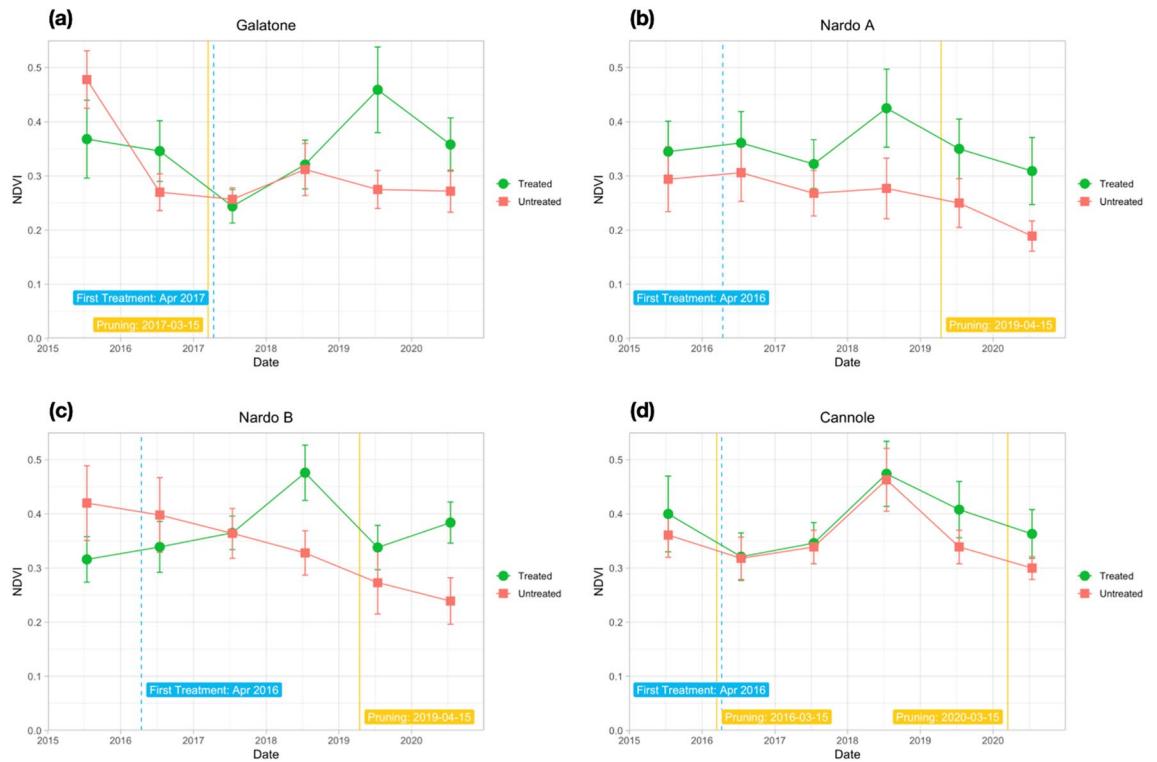 (a)
Galatone
0.5
0.4
0.3
0.2
0.1
0.0
NDVI
First Treatment: Apr 2017
Pruning: 2017-03-15
2015 2016 2017 2018 2019 2020
Date
Treated
Untreated
(b)
Nardo A
0.5
0.4
0.3
0.2
0.1
0.0
NDVI
First Treatment: Apr 2016
Pruning: 2019-04-15
2015 2016 2017 2018 2019 2020
Date
Treated
Untreated
(c)
Nardo B
0.5
0.4
0.3
0.2
0.1
0.0
NDVI
First Treatment: Apr 2016
Pruning: 2019-04-15
2015 2016 2017 2018 2019 2020
Date
Treated
Untreated
(d)
Cannole
0.5
0.4
0.3
0.2
0.1
0.0
NDVI
First Treatment: Apr 2016
Pruning: 2016-03-15 Pruning: 2020-03-15
2015 2016 2017 2018 2019 2020
Date
Treated
Untreated